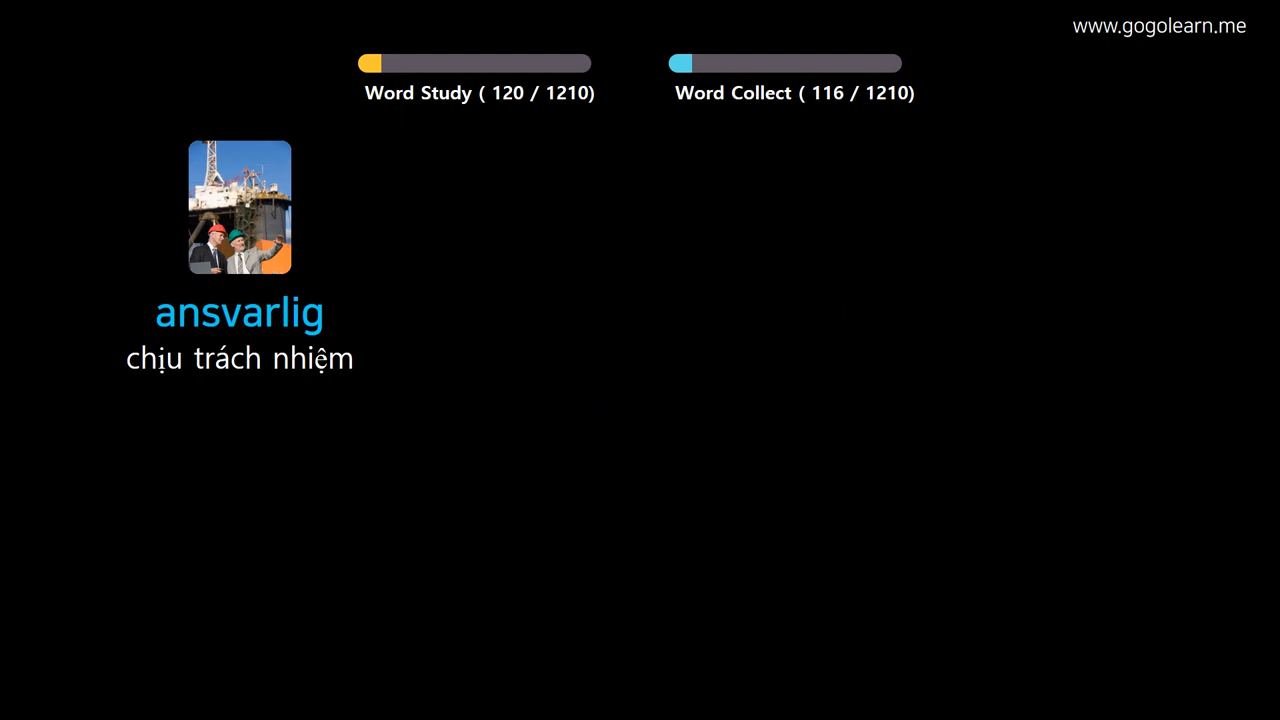 www.gogolearn.me
Word Study ( 120 / 1210)
Word Collect ( 116 / 1210)
ansvarlig
chịu trách nhiệm